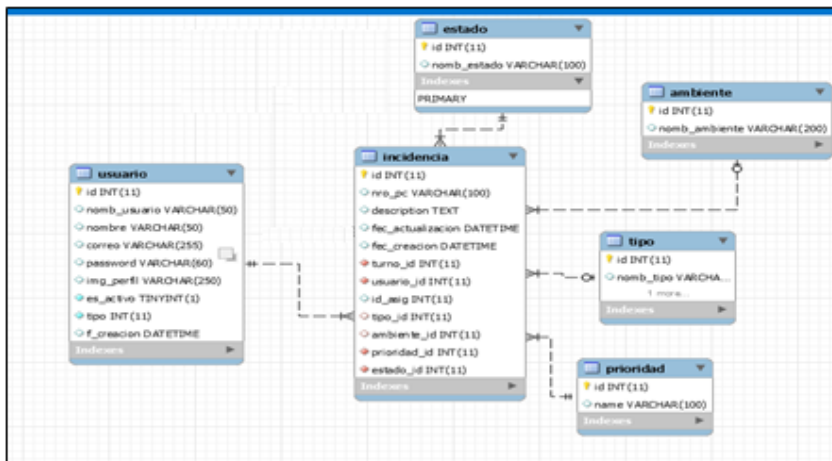 estado
id INT(11)
nomb_estado VARCHAR(100)
Indexes
PRIMARY
ambiente
id INT(11)
nomb_ambiente VARCHAR(200)
Indexes
usuario
id INT(11)
nomb_usuario VARCHAR(50)
nombre VARCHAR(50)
correo VARCHAR(255)
password VARCHAR(60)
img_perfil VARCHAR(250)
es_activo TINYINT(1)
tipo INT(11)
f_creacion DATETIME
Indexes
incidencia
id INT(11)
nro_pc VARCHAR(100)
description TEXT
fec_actualizacion DATETIME
fec_creacion DATETIME
turno_id INT(11)
usuario_id INT(11)
id_asig INT(11)
tipo_id INT(11)
ambiente_id INT(11)
prioridad_id INT(11)
estado_id INT(11)
Indexes
tipo
id INT(11)
nomb_tipo VARCHA...
1 more...
Indexes
prioridad
id INT(11)
name VARCHAR(100)
Indexes